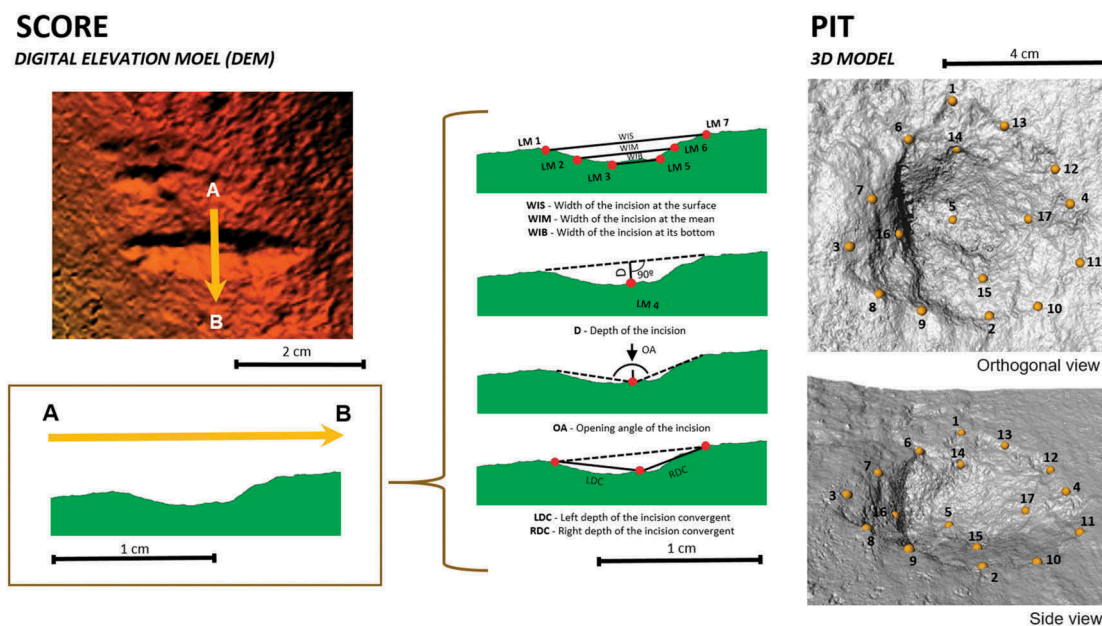 SCORE
DIGITAL ELEVATION MOEL (DEM)
A
B
2 cm
A
B
1 cm
LM 1
WIS
LM 7
WIM
LM 6
LM 2
WIB
LM 5
LM 3
WIS - Width of the incision at the surface
WIM - Width of the incision at the mean
WIB - Width of the incision at its bottom
D
90º
LM 4
D - Depth of the incision
OA
OA - Opening angle of the incision
LDC
RDC
LDC - Left depth of the incision convergent
RDC - Right depth of the incision convergent
1 cm
PIT
3D MODEL
4 cm
1
13
6
14
12
7
4
5
17
16
3
11
15
8
10
9
2
Orthogonal view
1
13
6
14
12
7
4
3
17
16
5
11
8
15
9
10
2
Side view